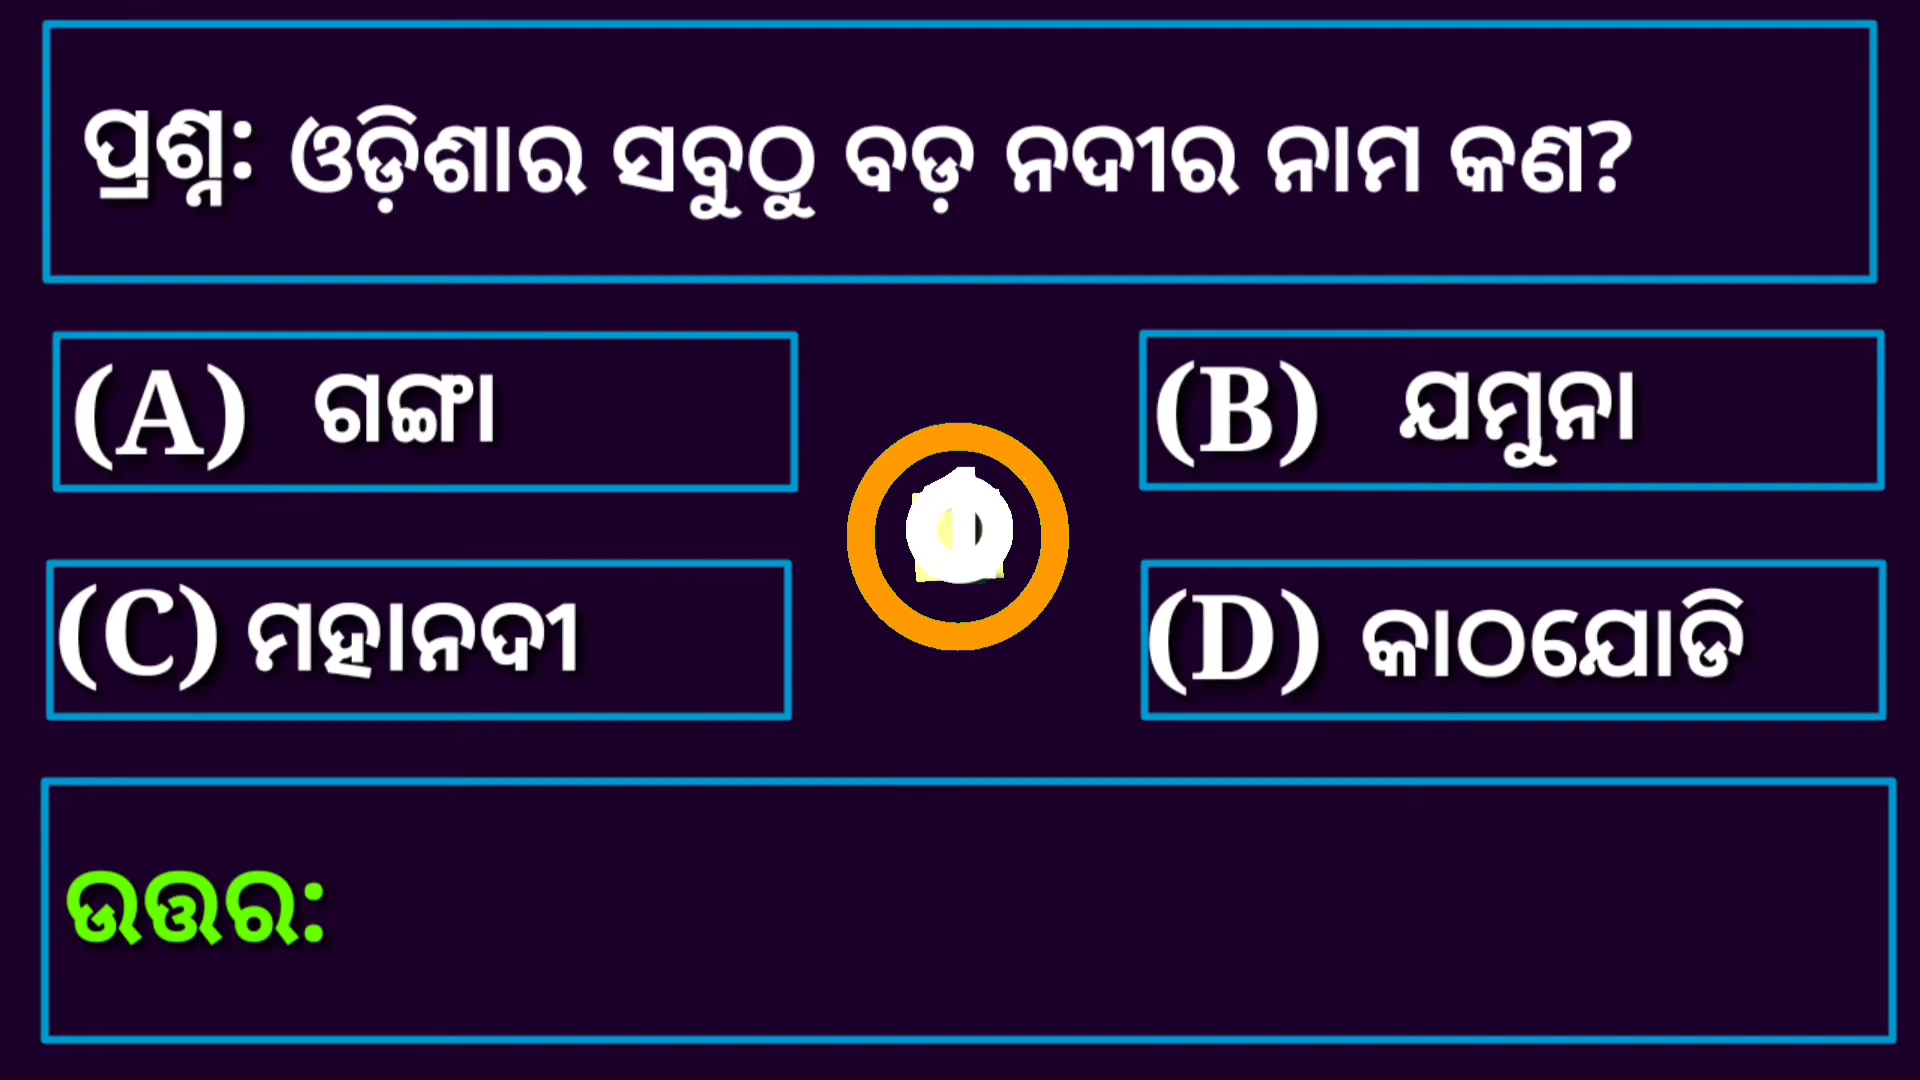 ପ୍ରଶ୍ନ: ଓଡ଼ିଶାର ସବୁଠୁ ବଡ଼ ନଦୀର ନାମ କଣ?
(A) ଗଙ୍ଗା
(B) ଯମୁନା
(C) ମହାନଦୀ
(D) କାଠଯୋଡି
ଉତ୍ତର: